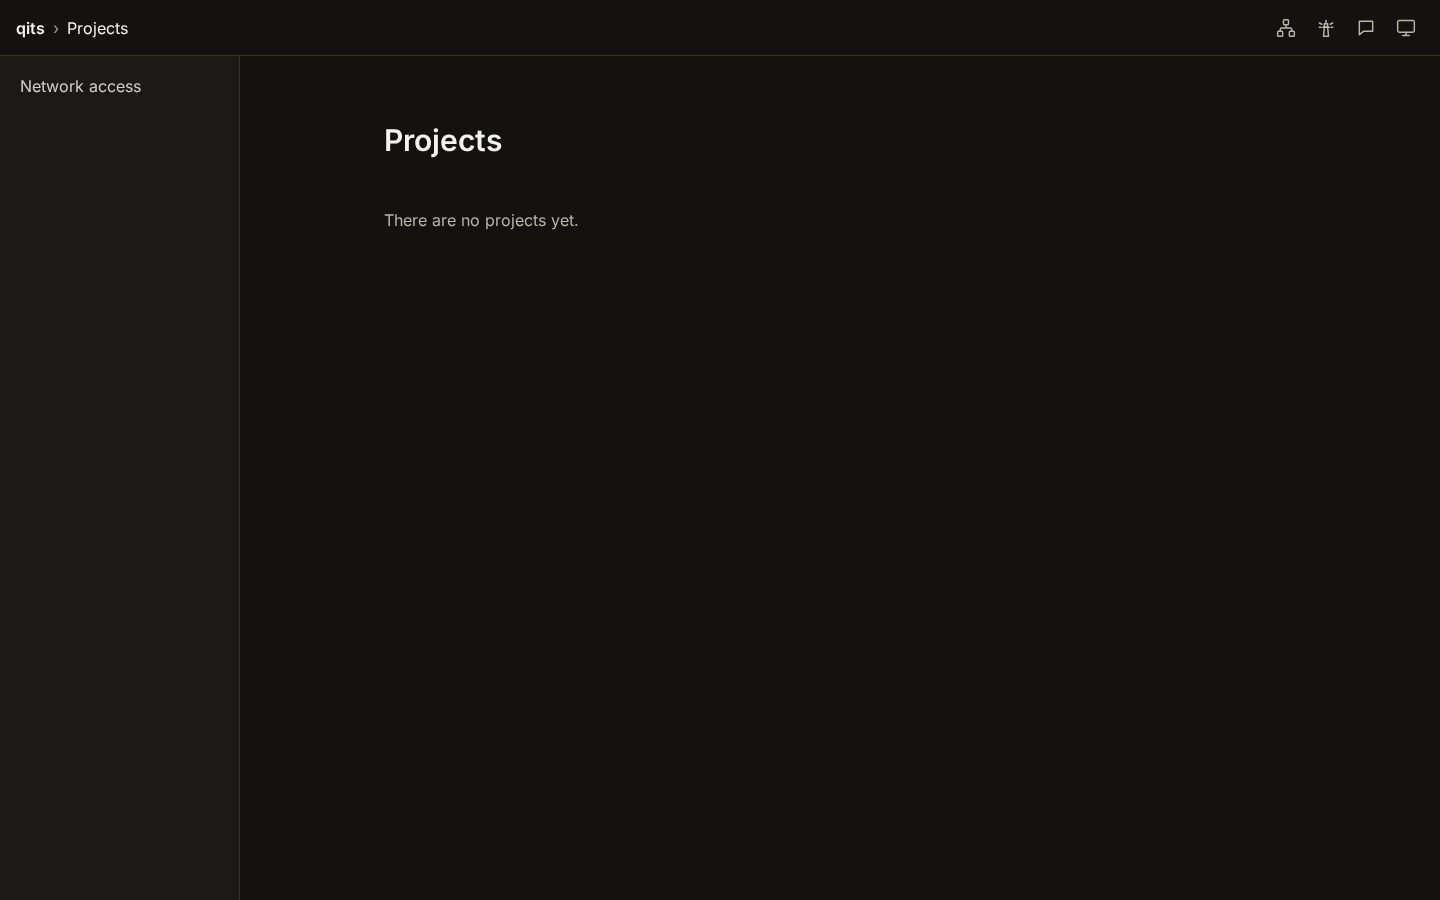 qits › Projects
Network access
Projects
There are no projects yet.